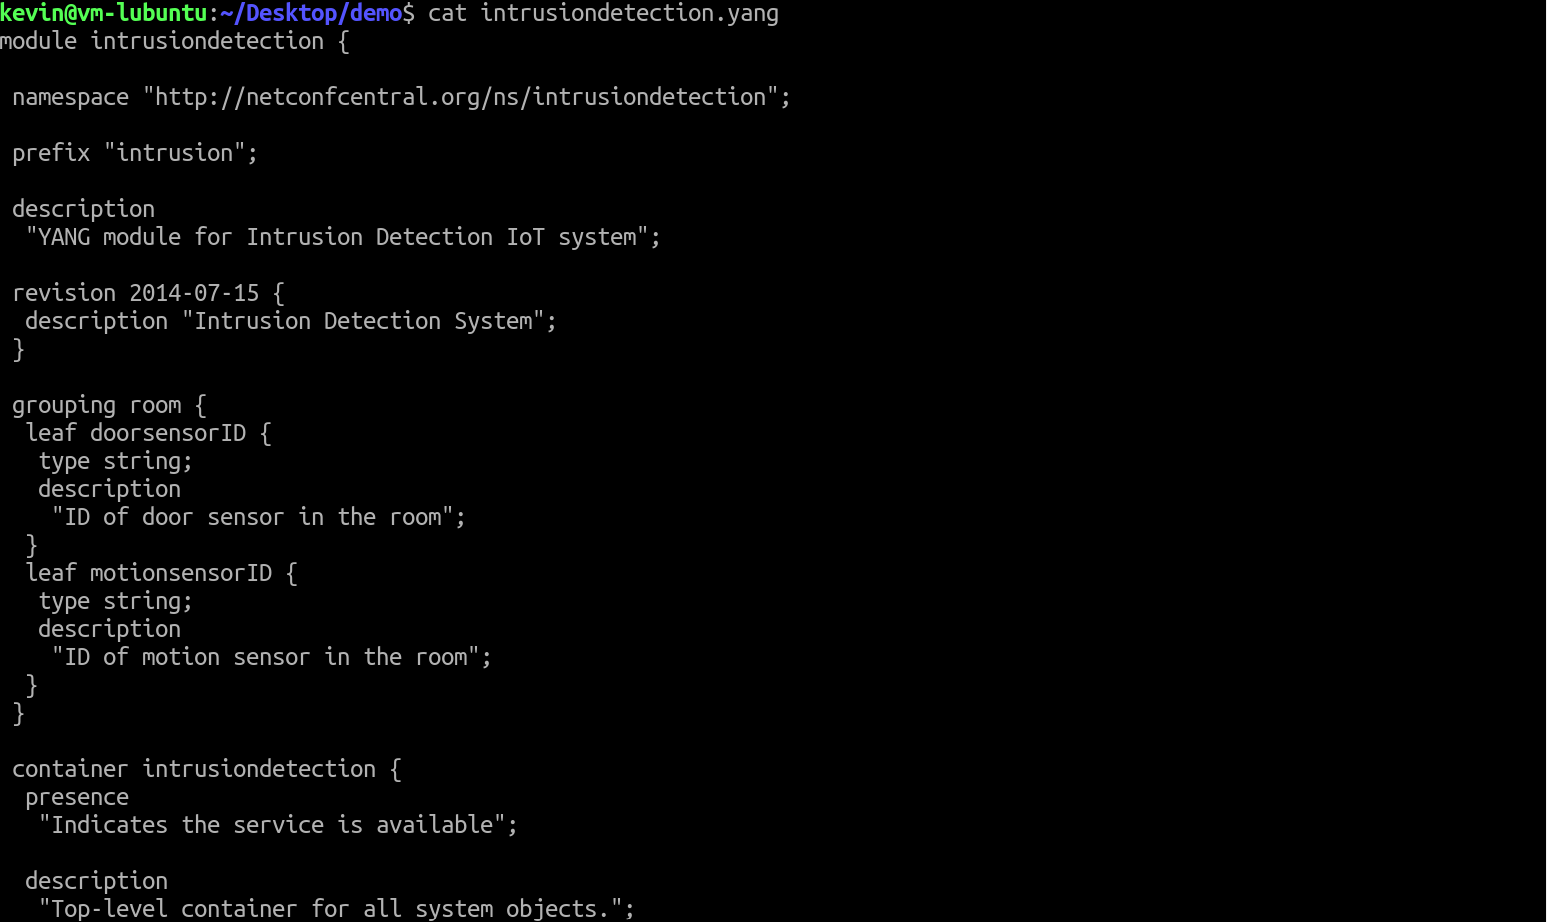 kevin@vm-lubuntu:~/Desktop/demo$ cat intrusiondetection.yang
module intrusiondetection {
namespace "http://netconfcentral.org/ns/intrusiondetection";
prefix "intrusion";
description
"YANG module for Intrusion Detection IoT system";
revision 2014-07-15 {
description "Intrusion Detection System";
}
grouping room {
leaf doorsensorID {
type string;
description
"ID of door sensor in the room";
}
leaf motionsensorID {
type string;
description
"ID of motion sensor in the room";
}
}
container intrusiondetection {
presence
"Indicates the service is available";
description
"Top-level container for all system objects.";